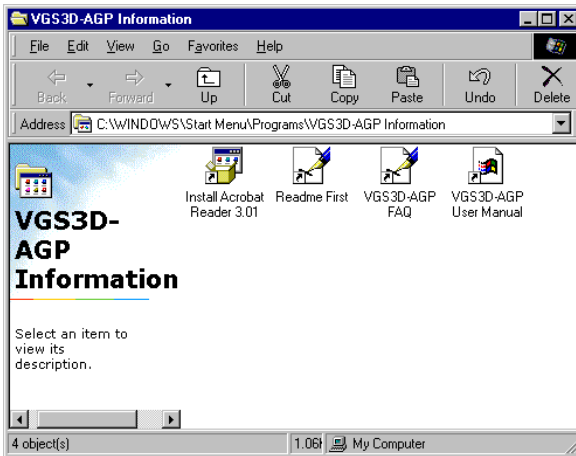 VGS3D-AGP Information
File Edit View Go Favorites Help
Back Forward Up Cut Copy Paste Undo Delete
Address C:\WINDOWS\Start Menu\Programs\VGS3D-AGP Information
Install Acrobat Reader 3.01
Readme First
VGS3D-AGP FAQ
VGS3D-AGP User Manual
VGS3D-
AGP
Information
Select an item to
view its
description.
4 object(s) My Computer